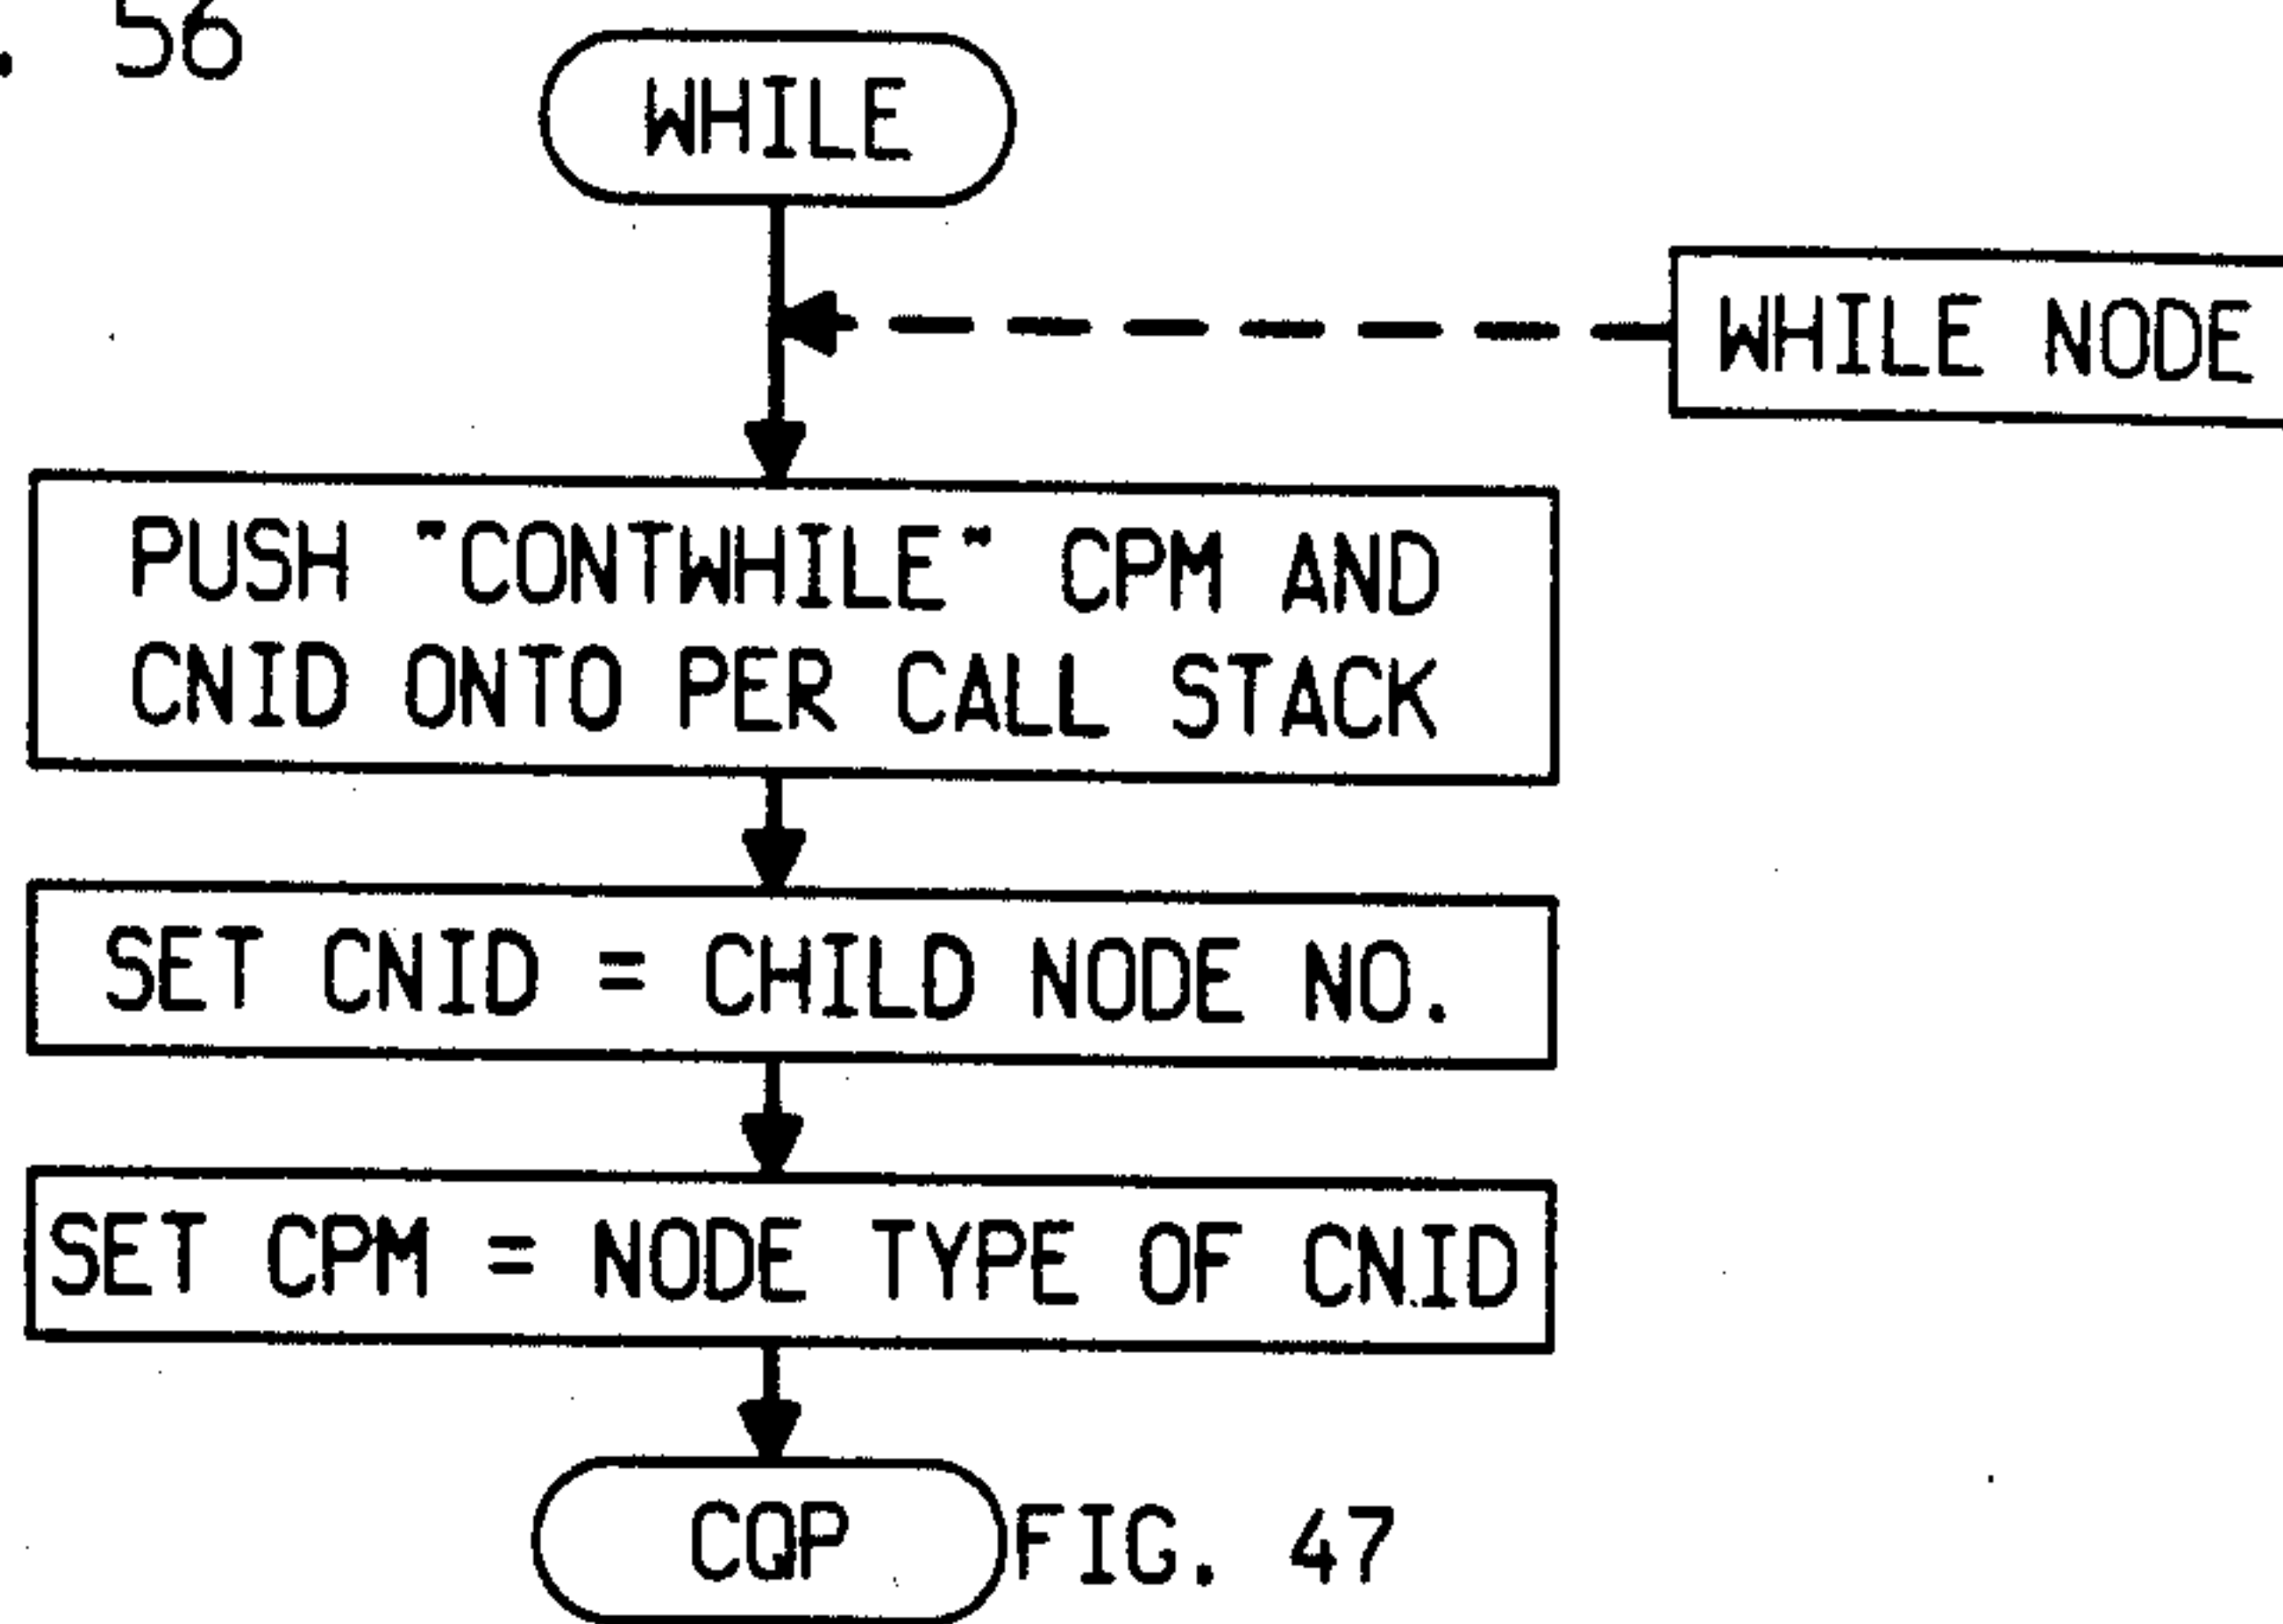 . 56
WHILE
WHILE NODE
PUSH "CONTWHILE" CPM AND
CNID ONTO PER CALL STACK
SET CNID = CHILD NODE NO.
SET CPM = NODE TYPE OF CNID
CQP FIG. 47